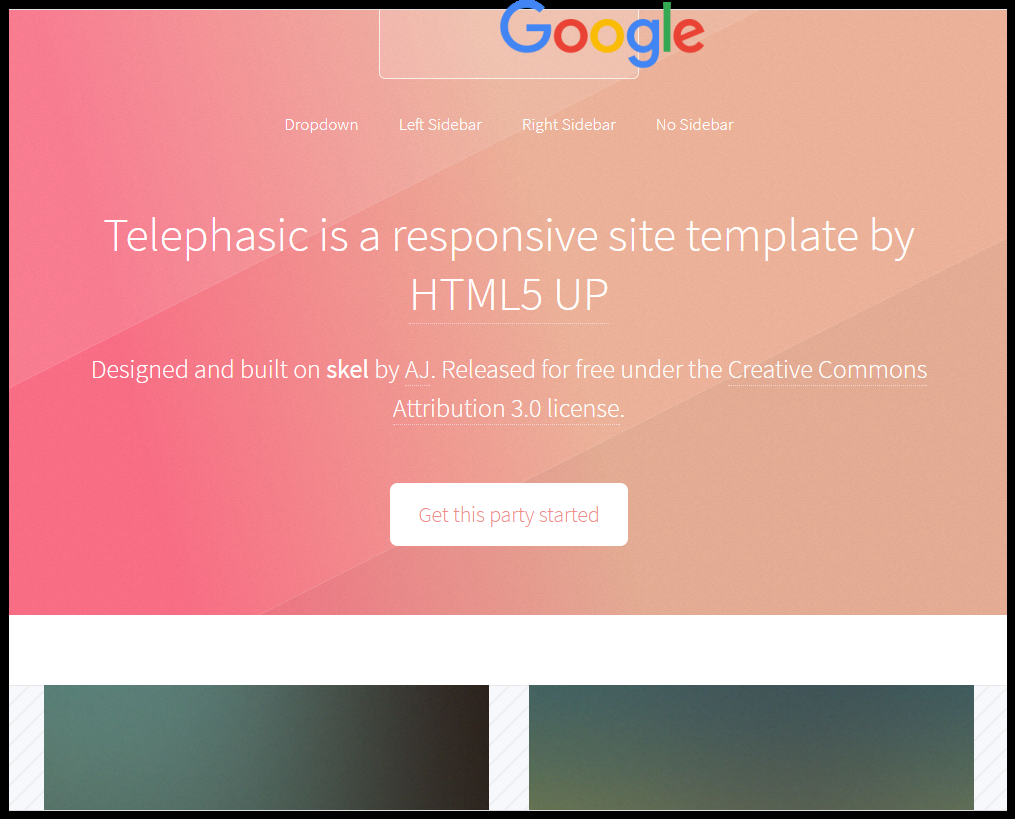 Google
Dropdown Left Sidebar Right Sidebar No Sidebar
Telephasic is a responsive site template by
HTML5 UP
Designed and built on skel by AJ. Released for free under the Creative Commons
Attribution 3.0 license.
Get this party started